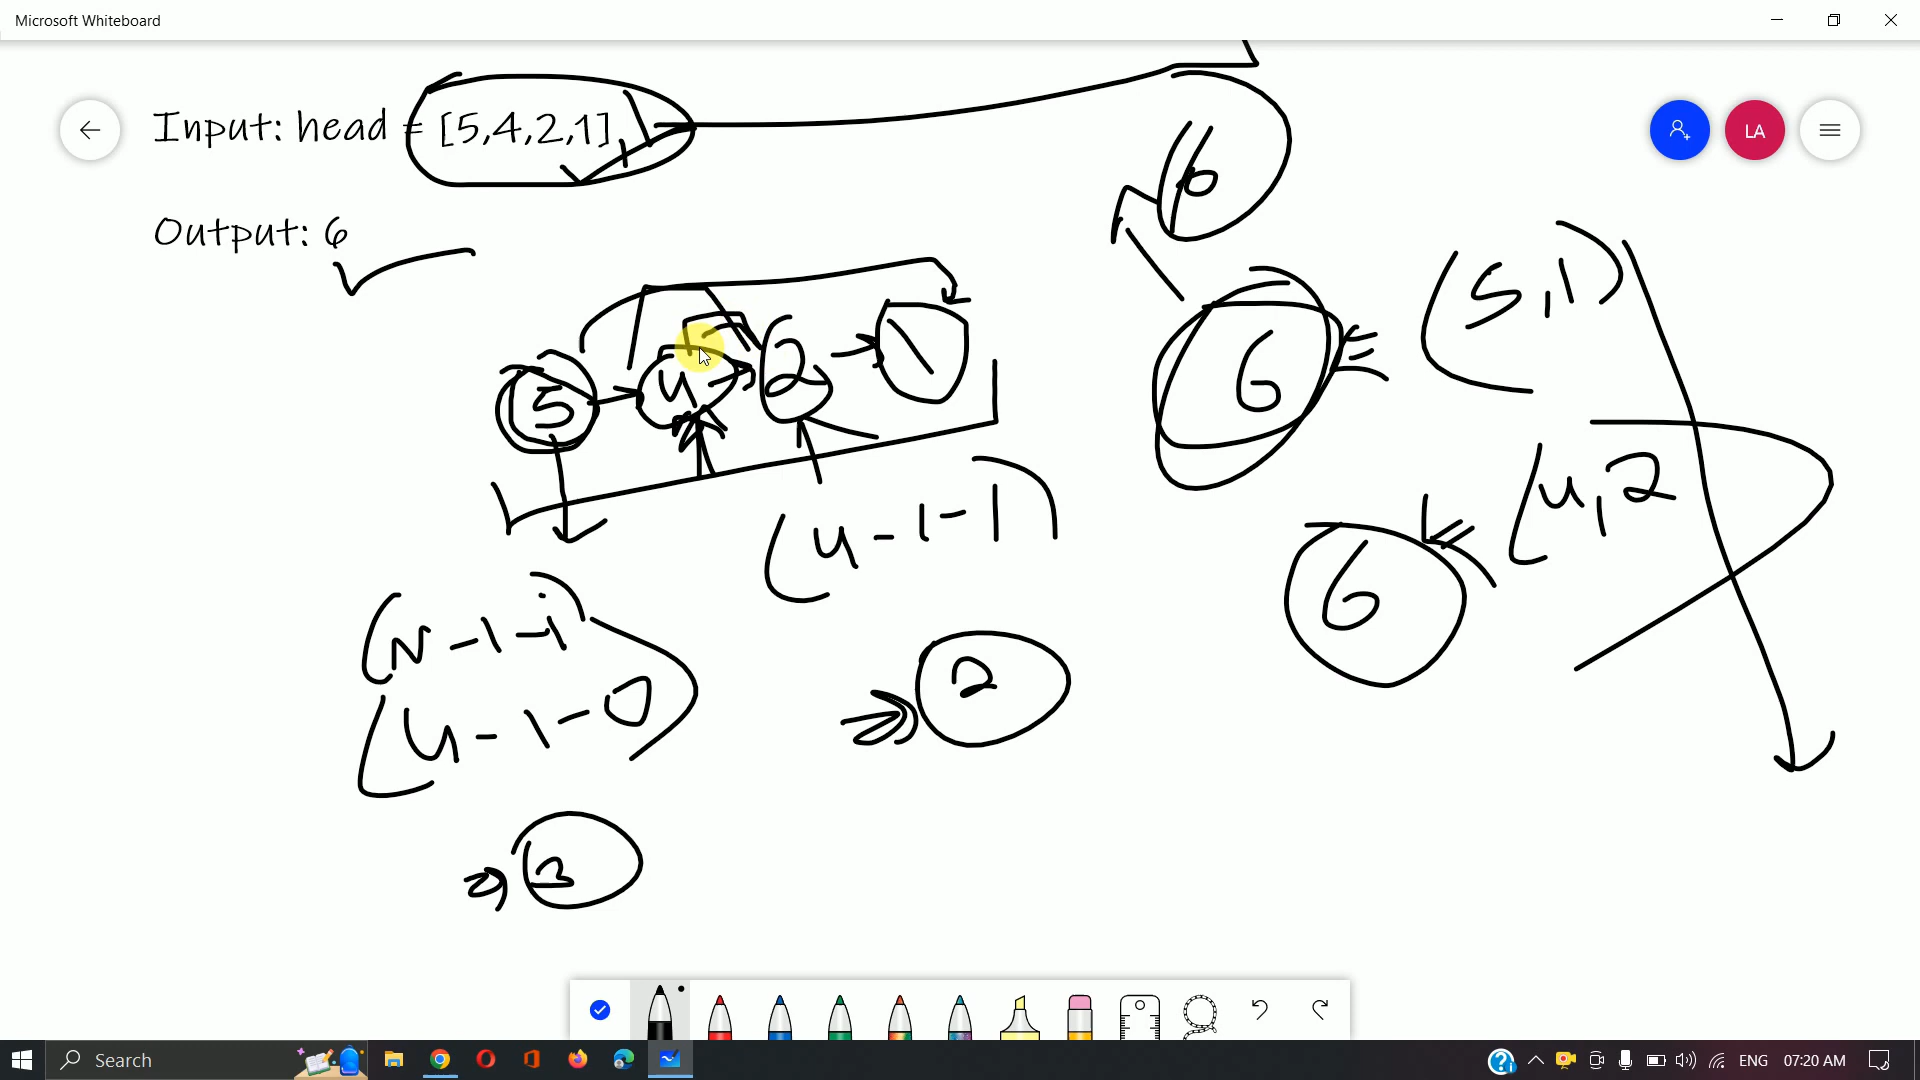 Microsoft Whiteboard
Input: head = [5,4,2,1]
LA
Output: 6
6
(5,1)
5 4 2 1
6
(4,2
(4-1-1)
6
(N-1-i)
(4-1-0)
2
3
Search
ENG
07:20 AM